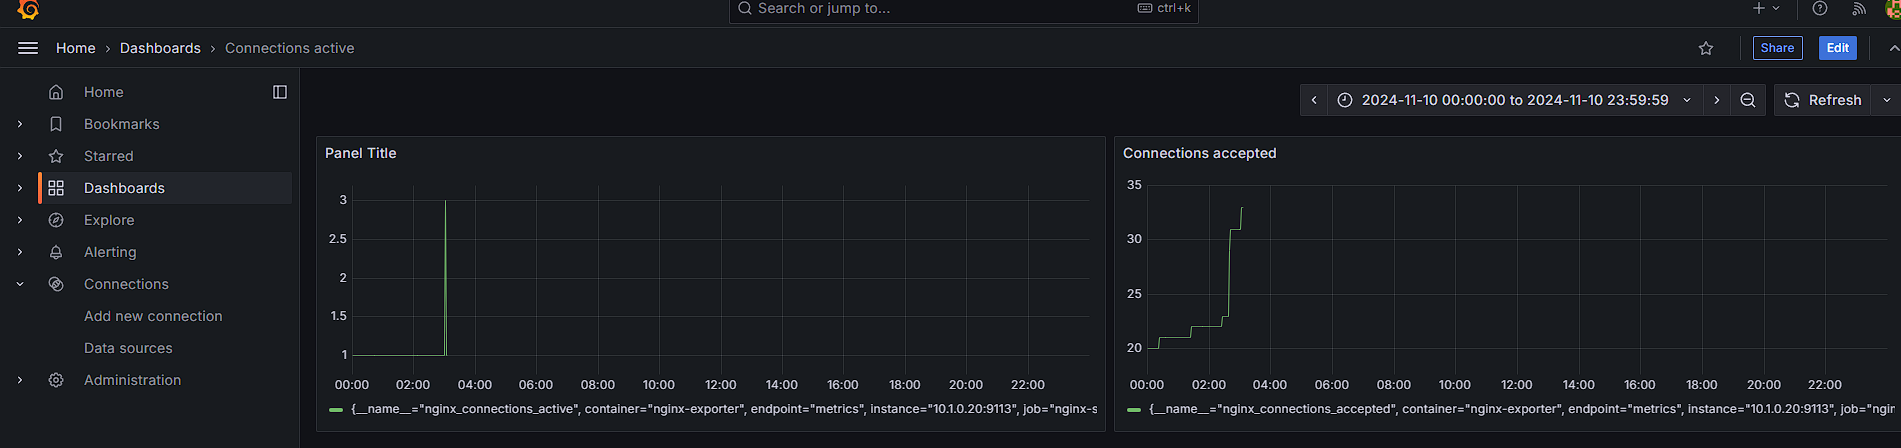 Search or jump to...
ctrl+k
Home › Dashboards › Connections active
Share
Edit
Home
Bookmarks
Starred
Dashboards
Explore
Alerting
Connections
Add new connection
Data sources
Administration
2024-11-10 00:00:00 to 2024-11-10 23:59:59
Refresh
Panel Title
3
2.5
2
1.5
1
00:00 02:00 04:00 06:00 08:00 10:00 12:00 14:00 16:00 18:00 20:00 22:00
{__name__="nginx_connections_active", container="nginx-exporter", endpoint="metrics", instance="10.1.0.20:9113", job="nginx-s
Connections accepted
35
30
25
20
00:00 02:00 04:00 06:00 08:00 10:00 12:00 14:00 16:00 18:00 20:00 22:00
{__name__="nginx_connections_accepted", container="nginx-exporter", endpoint="metrics", instance="10.1.0.20:9113", job="ngin